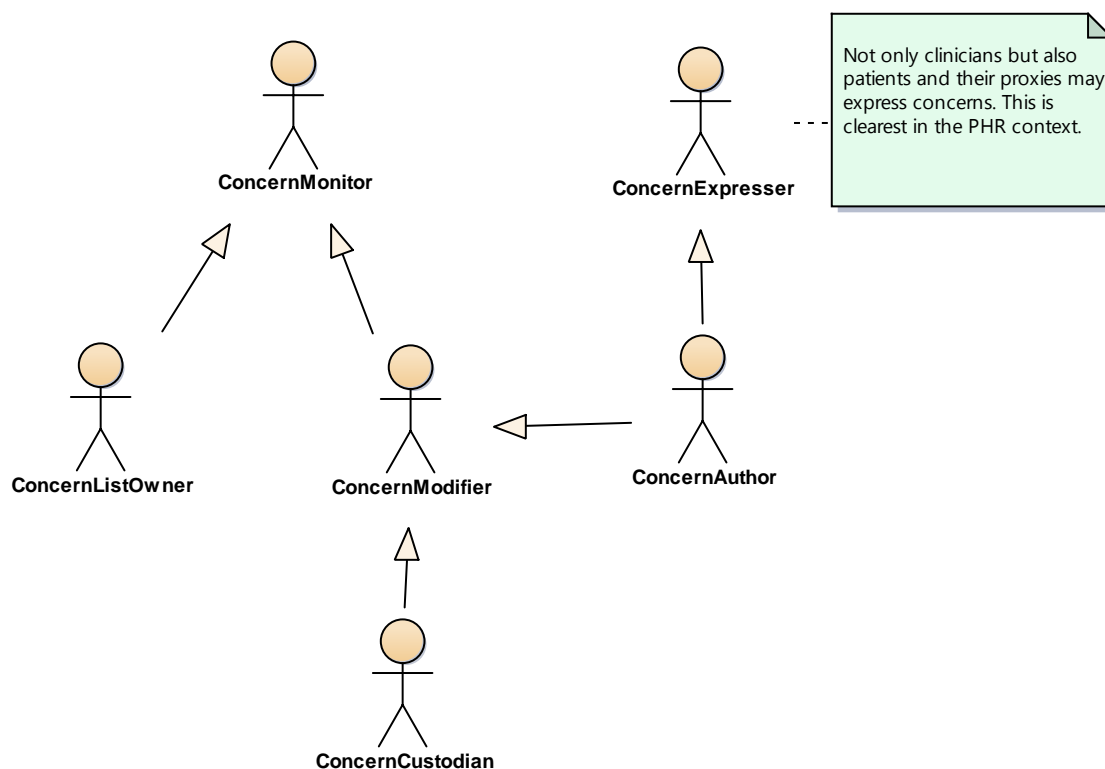 Not only clinicians but also
patients and their proxies may
express concerns. This is
clearest in the PHR context.
ConcernMonitor
ConcernExpresser
ConcernListOwner
ConcernModifier
ConcernAuthor
ConcernCustodian